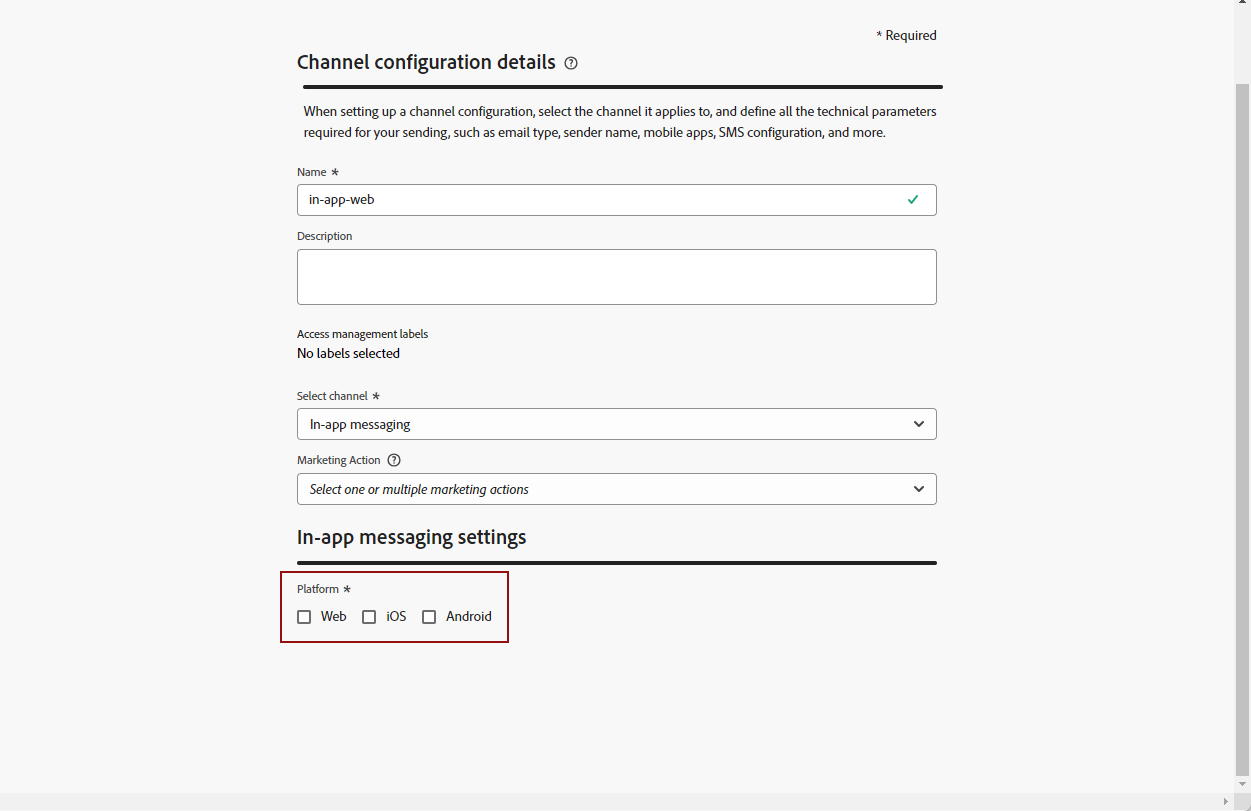 * Required
Channel configuration details
When setting up a channel configuration, select the channel it applies to, and define all the technical parameters
required for your sending, such as email type, sender name, mobile apps, SMS configuration, and more.
Name *
in-app-web
Description
Access management labels
No labels selected
Select channel *
In-app messaging
Marketing Action
Select one or multiple marketing actions
In-app messaging settings
Platform *
Web iOS Android